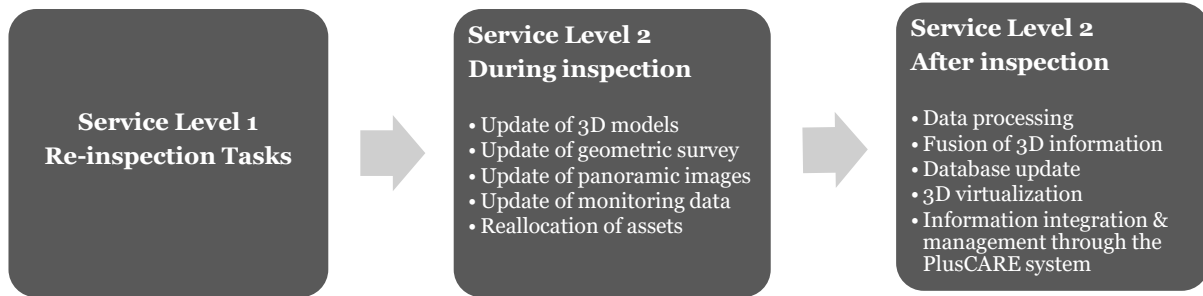 Service Level 1
Re-inspection Tasks
Service Level 2
During inspection
• Update of 3D models
• Update of geometric survey
• Update of panoramic images
• Update of monitoring data
• Reallocation of assets
Service Level 2
After inspection
• Data processing
• Fusion of 3D information
• Database update
• 3D virtualization
• Information integration &
management through the
PlusCARE system